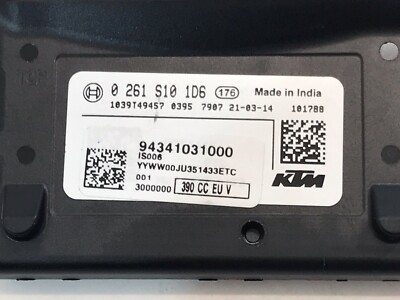 0 261 S10 1D6 176 Made in India
1039T49457 0395 7907 21-03-14 101788
94341031000
IS006
YYWW00JU351433ETC
001
3000000 390 CC EU V
KTM